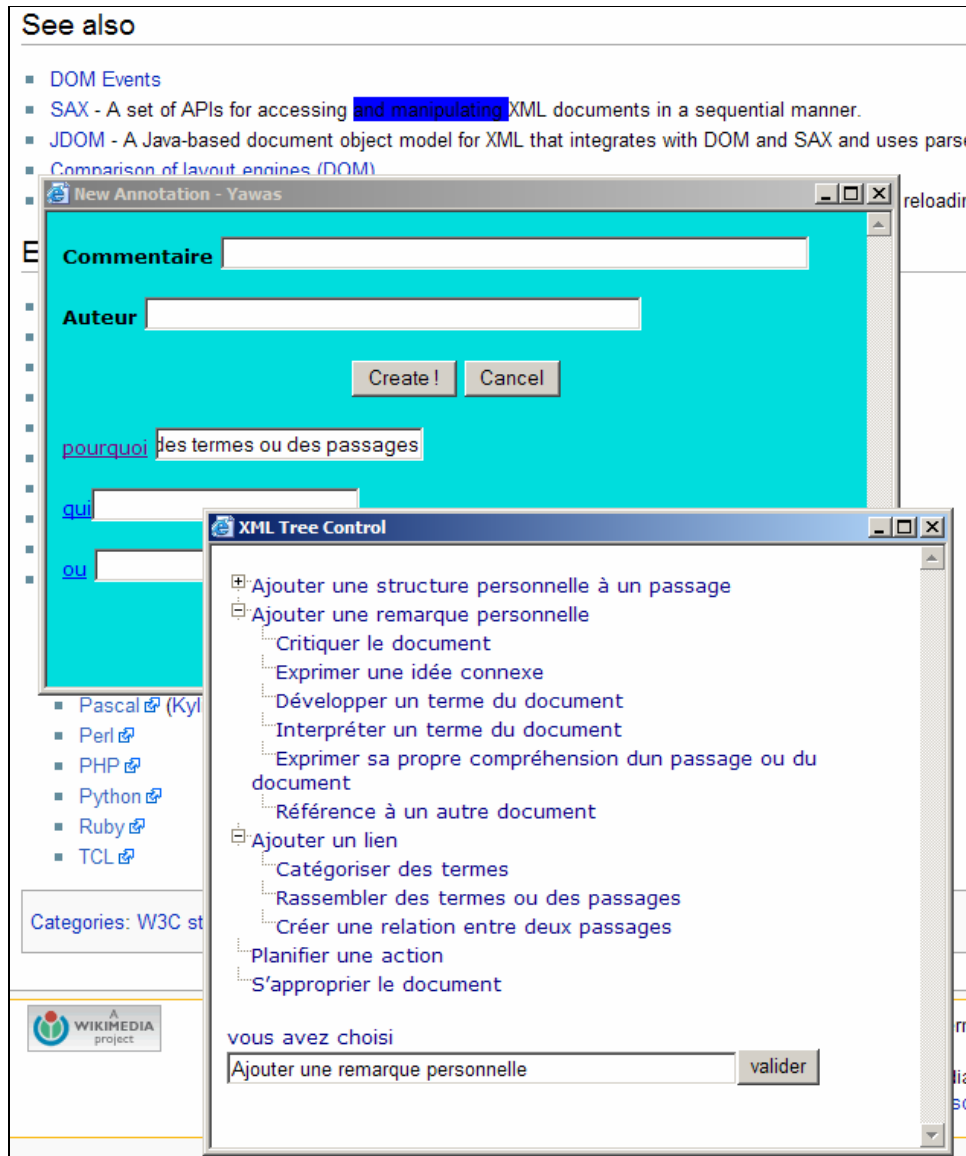 See also
DOM Events
SAX - A set of APIs for accessing and manipulating XML documents in a sequential manner.
JDOM - A Java-based document object model for XML that integrates with DOM and SAX and uses parse
Comparison of layout engines (DOM)
New Annotation - Yawas
reloadin
E
Commentaire
Auteur
Create !
Cancel
pourquoi des termes ou des passages
qui
ou
XML Tree Control
Ajouter une structure personnelle à un passage
Ajouter une remarque personnelle
Critiquer le document
Exprimer une idée connexe
Développer un terme du document
Interpréter un terme du document
Exprimer sa propre compréhension dun passage ou du
document
Référence à un autre document
Ajouter un lien
Catégoriser des termes
Rassembler des termes ou des passages
Créer une relation entre deux passages
Planifier une action
S’approprier le document
vous avez choisi
Ajouter une remarque personnelle
valider
Pascal (Kyl
Perl
PHP
Python
Ruby
TCL
Categories: W3C st
A
WIKIMEDIA
project